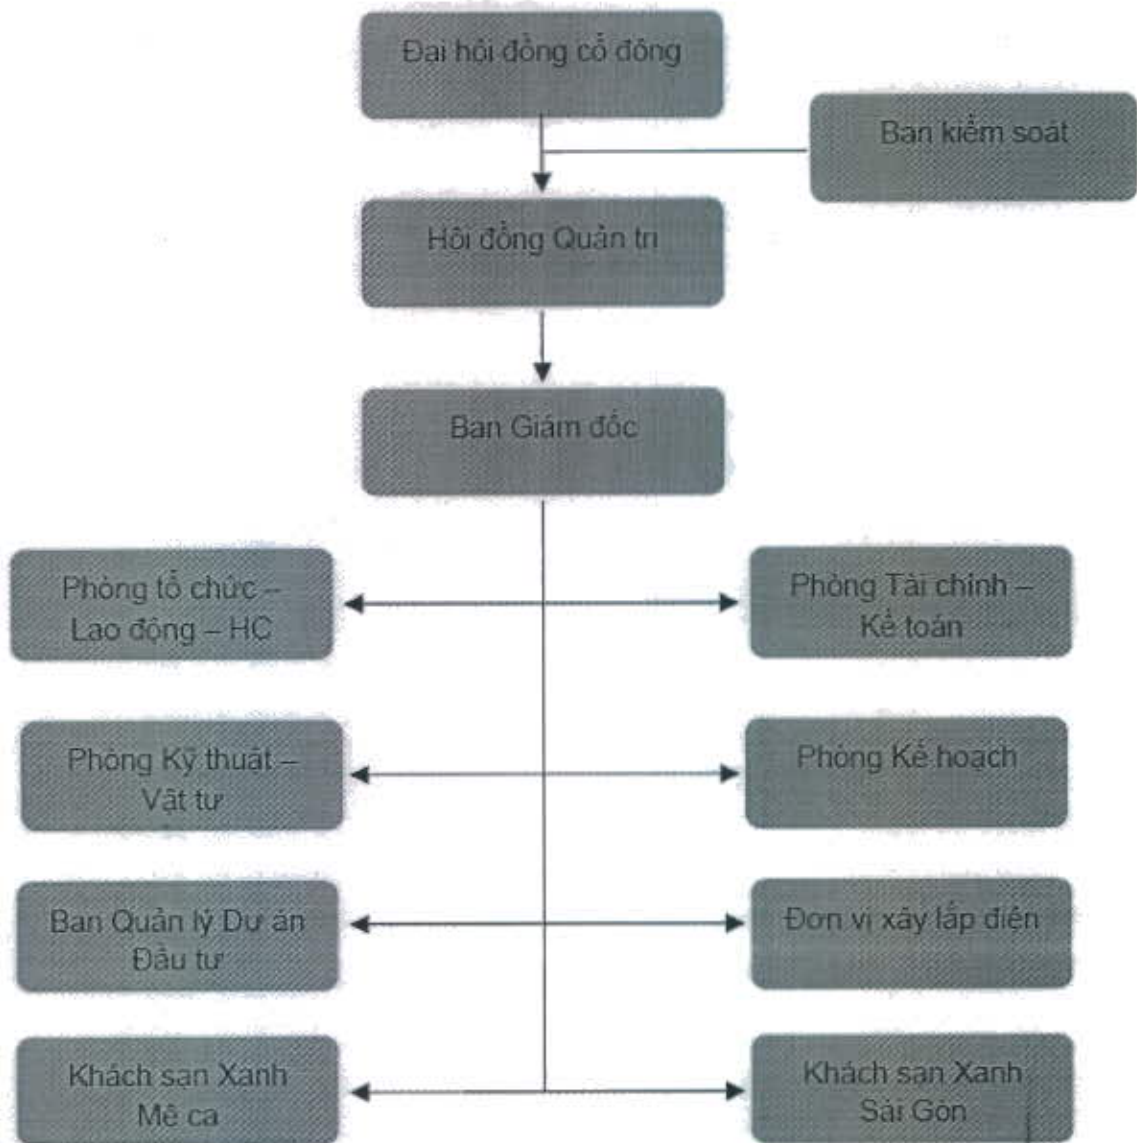 Đại hội đồng cổ đông
Ban kiểm soát
Hội đồng Quản trị
Ban Giám đốc
Phòng tổ chức –
Lao động – HC
Phòng Tài chính –
Kế toán
Phòng Kỹ thuật –
Vật tư
Phòng Kế hoạch
Ban Quản lý Dự án
Đầu tư
Đơn vị xây lắp điện
Khách sạn Xanh
Mê ca
Khách sạn Xanh
Sài Gòn